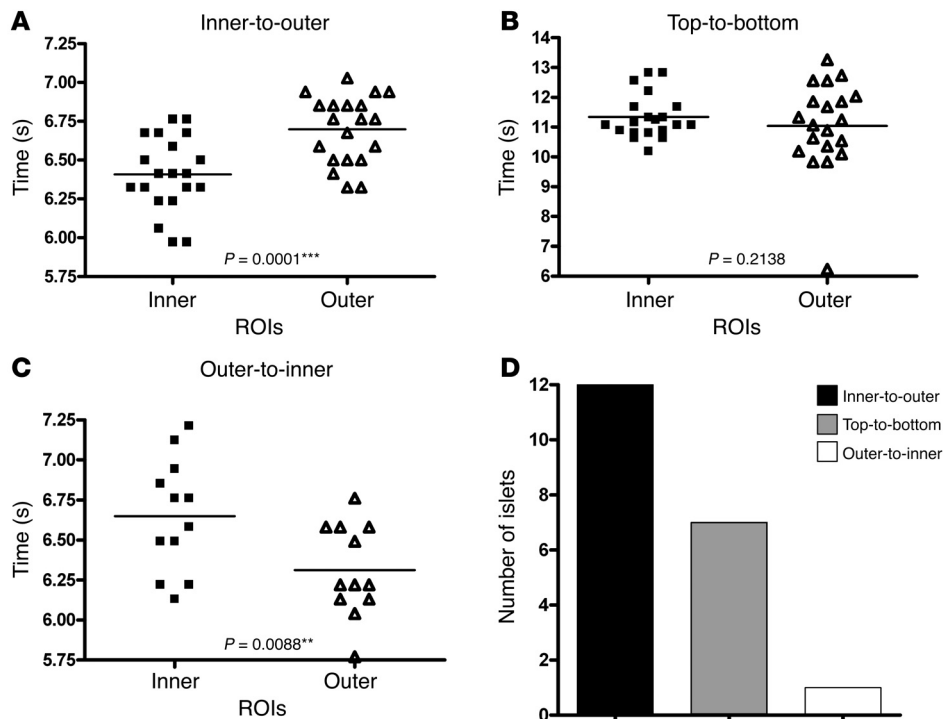 A
Inner-to-outer
7.25
7.00
6.75
6.50
6.25
6.00
5.75
Time (s)
P = 0.0001***
Inner
Outer
ROIs
B
Top-to-bottom
14
13
12
11
10
9
8
7
6
Time (s)
P = 0.2138
Inner
Outer
ROIs
C
Outer-to-inner
7.25
7.00
6.75
6.50
6.25
6.00
5.75
Time (s)
P = 0.0088**
Inner
Outer
ROIs
D
12
10
8
6
4
2
0
Number of islets
Inner-to-outer
Top-to-bottom
Outer-to-inner